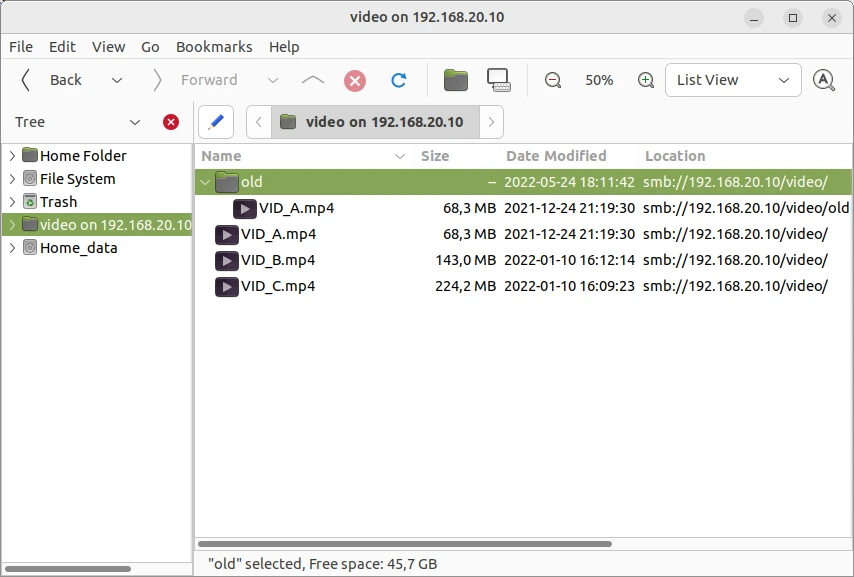 video on 192.168.20.10
File Edit View Go Bookmarks Help
Back Forward 50% List View
Tree video on 192.168.20.10
Name Size Date Modified Location
Home Folder
File System
Trash
video on 192.168.20.10
Home_data
old -- 2022-05-24 18:11:42 smb://192.168.20.10/video/
VID_A.mp4 68,3 MB 2021-12-24 21:19:30 smb://192.168.20.10/video/old
VID_A.mp4 68,3 MB 2021-12-24 21:19:30 smb://192.168.20.10/video/
VID_B.mp4 143,0 MB 2022-01-10 16:12:14 smb://192.168.20.10/video/
VID_C.mp4 224,2 MB 2022-01-10 16:09:23 smb://192.168.20.10/video/
"old" selected, Free space: 45,7 GB